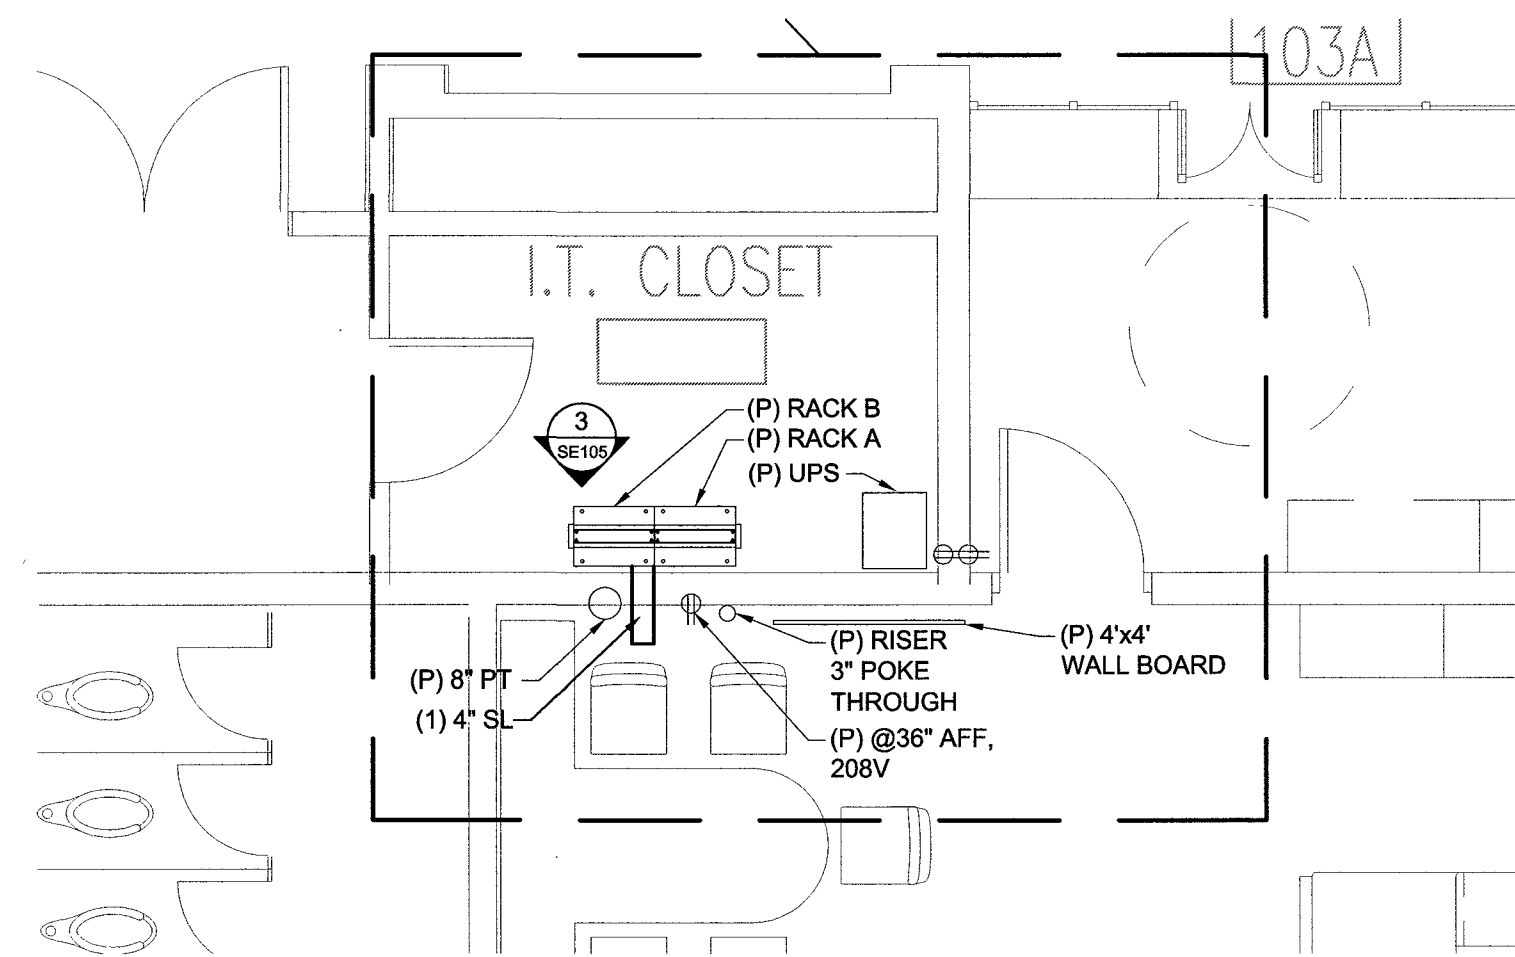 103A
I.T. CLOSET
(P) RACK B
(P) RACK A
(P) UPS
3
SE105
(P) RISER
3" POKE
THROUGH
(P) 4'x4'
WALL BOARD
(P) 8" PT
(1) 4" SL
(P) @36" AFF,
208V